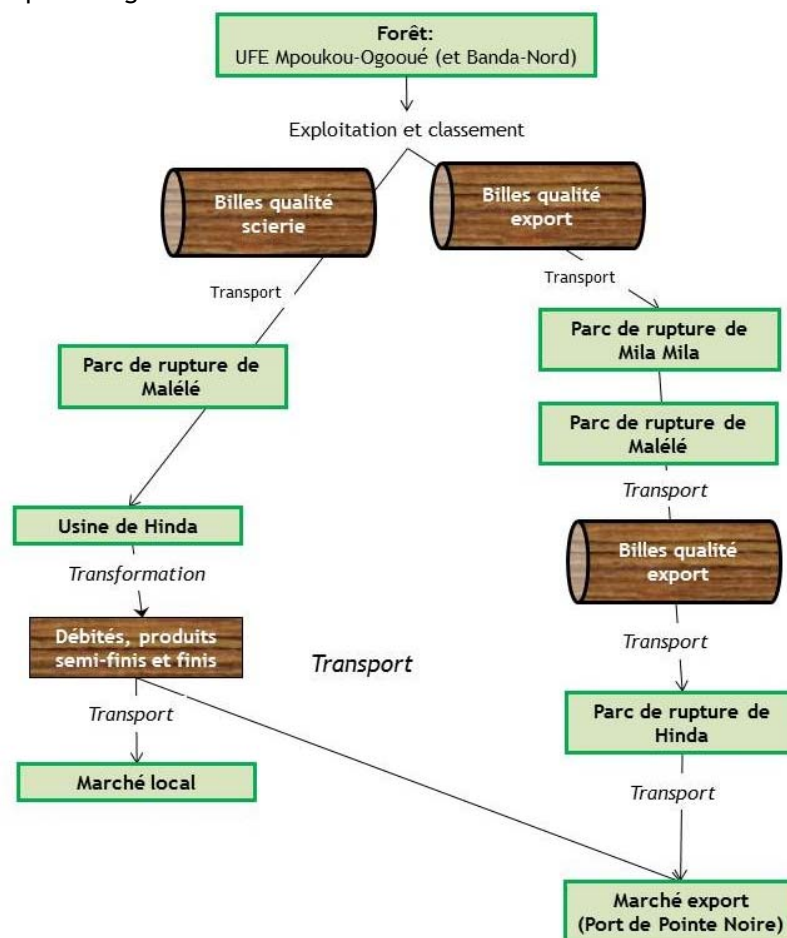 Forêt:
UFE Mpoukou-Ogooué (et Banda-Nord)
Exploitation et classement
Billes qualité
scierie
Billes qualité
export
Transport
Transport
Parc de rupture de
Malélé
Parc de rupture de
Mila Mila
Parc de rupture de
Malélé
Transport
Usine de Hinda
Billes qualité
export
Transformation
Débités, produits
semi-finis et finis
Transport
Transport
Transport
Parc de rupture de
Hinda
Marché local
Transport
Marché export
(Port de Pointe Noire)